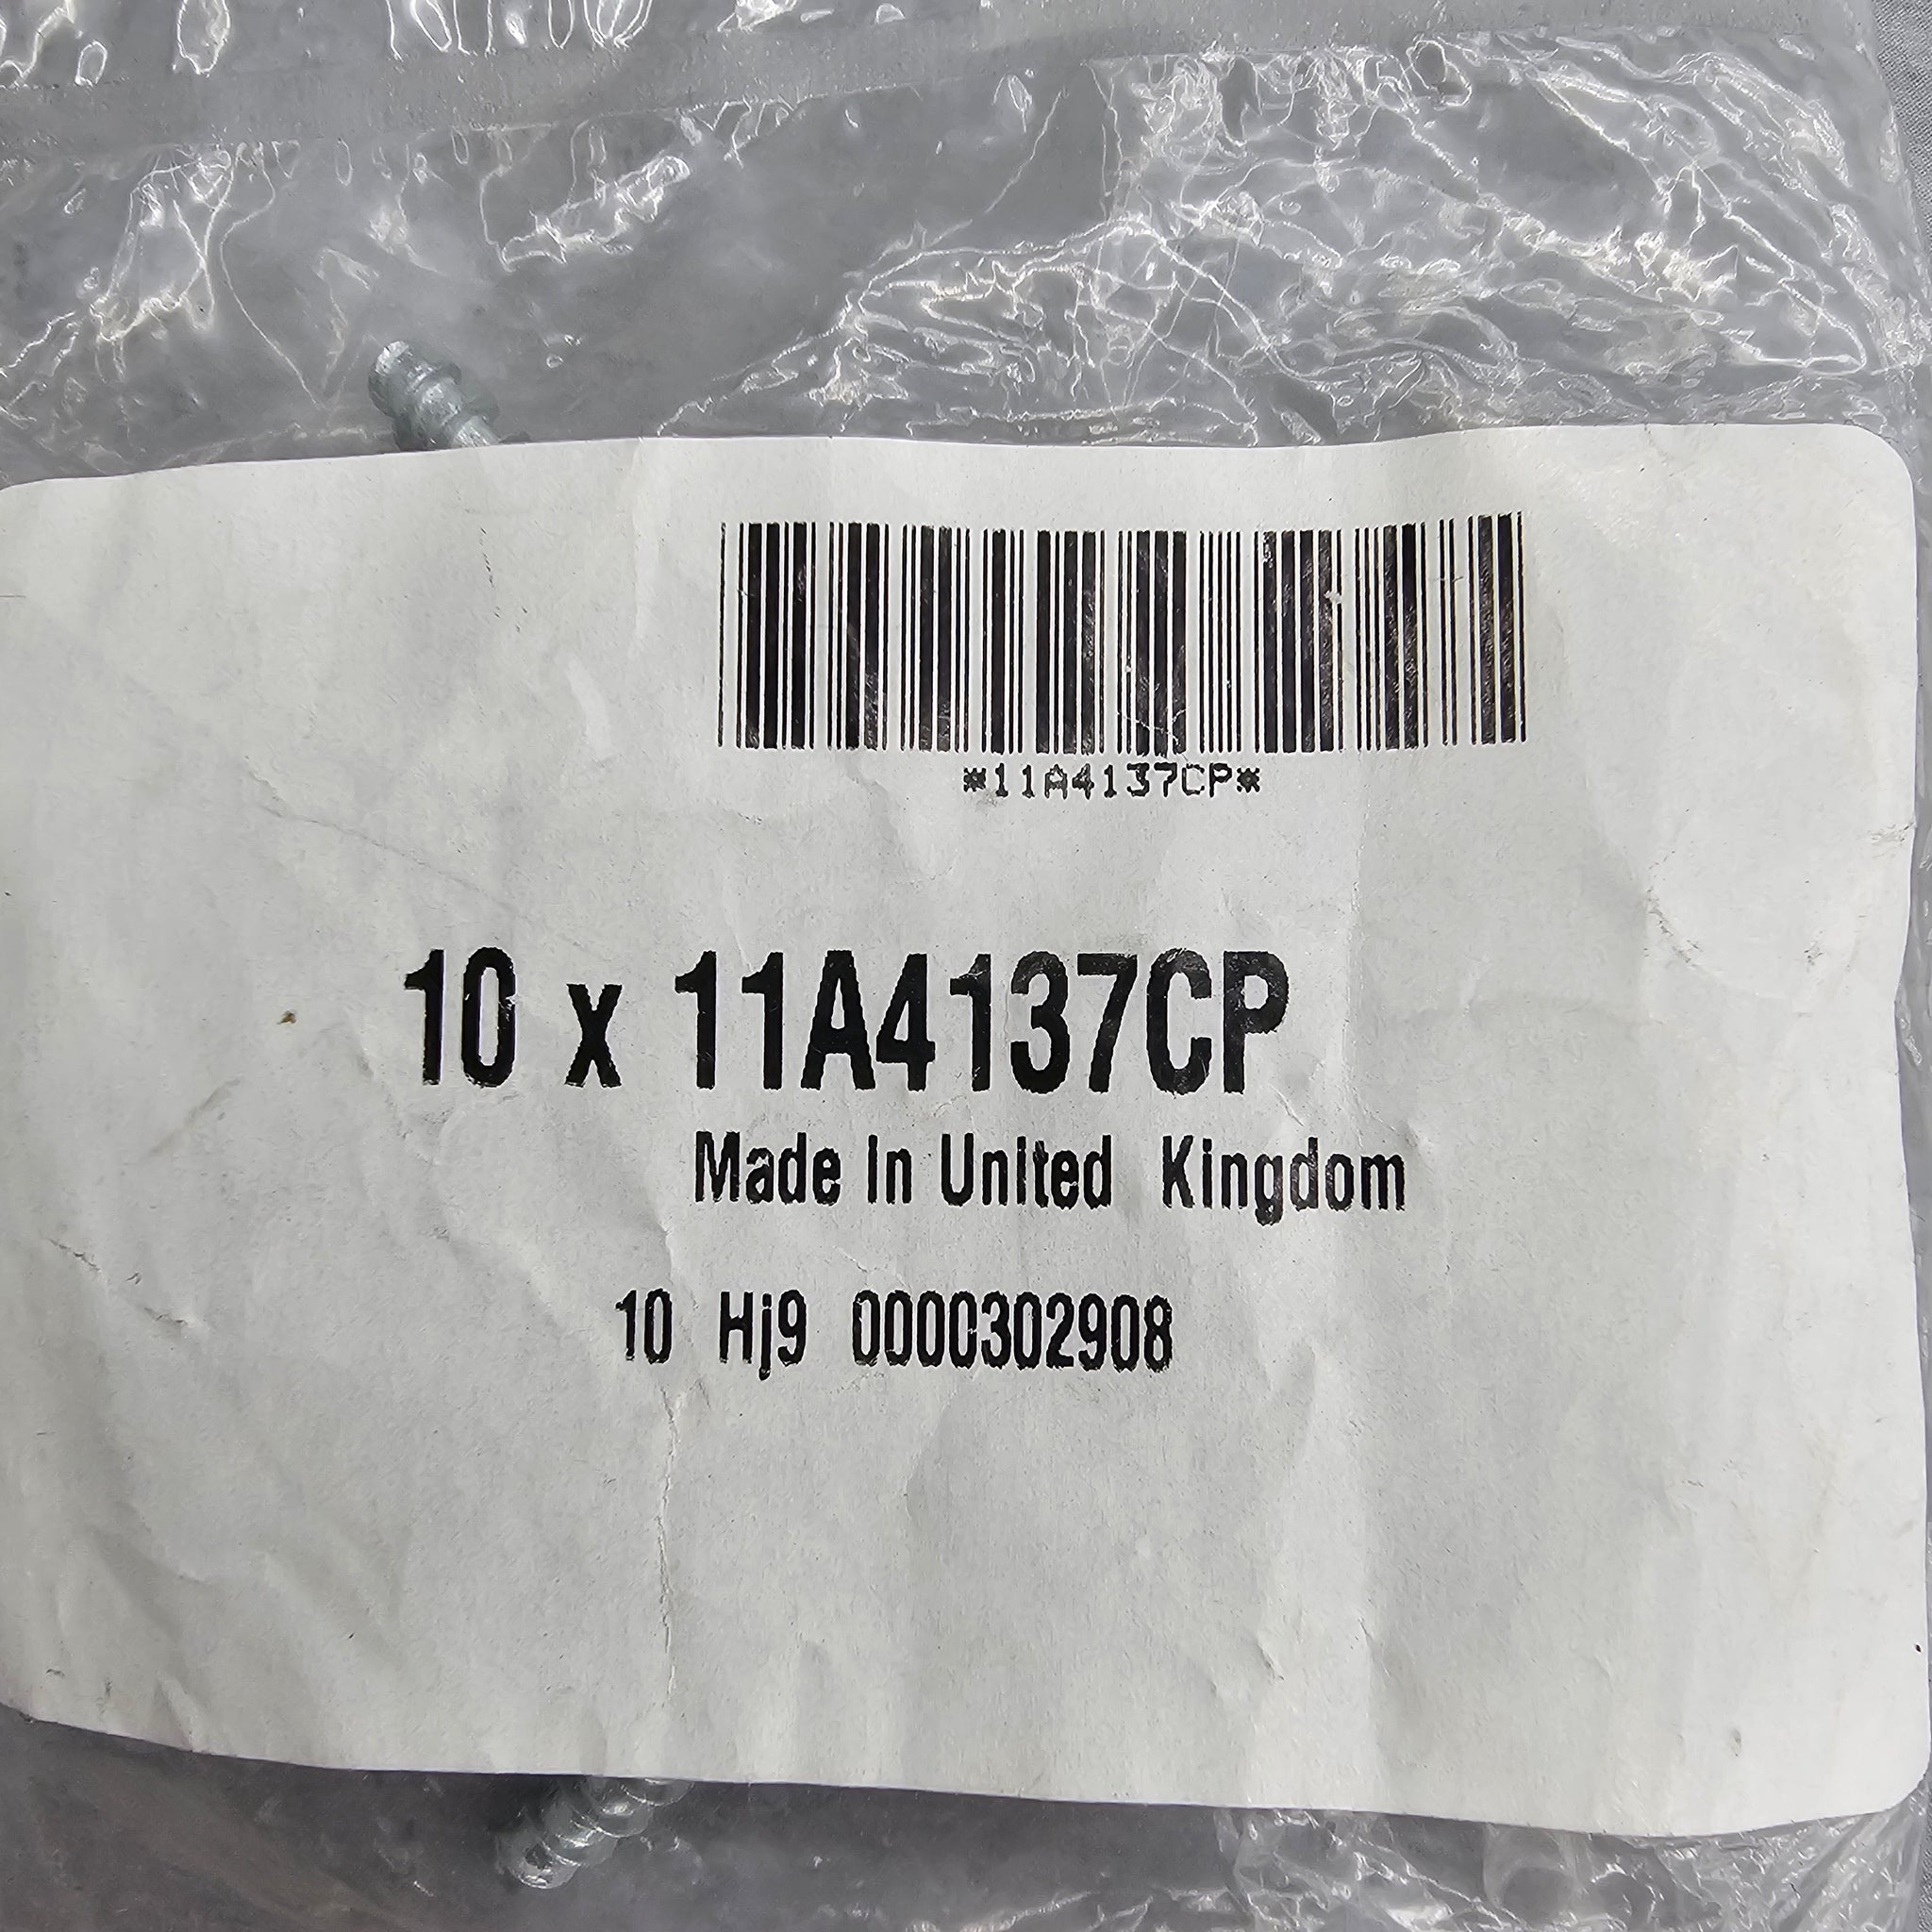 *11A4137CP*
10 x 11A4137CP
Made In United Kingdom
10 Hj9 0000302908